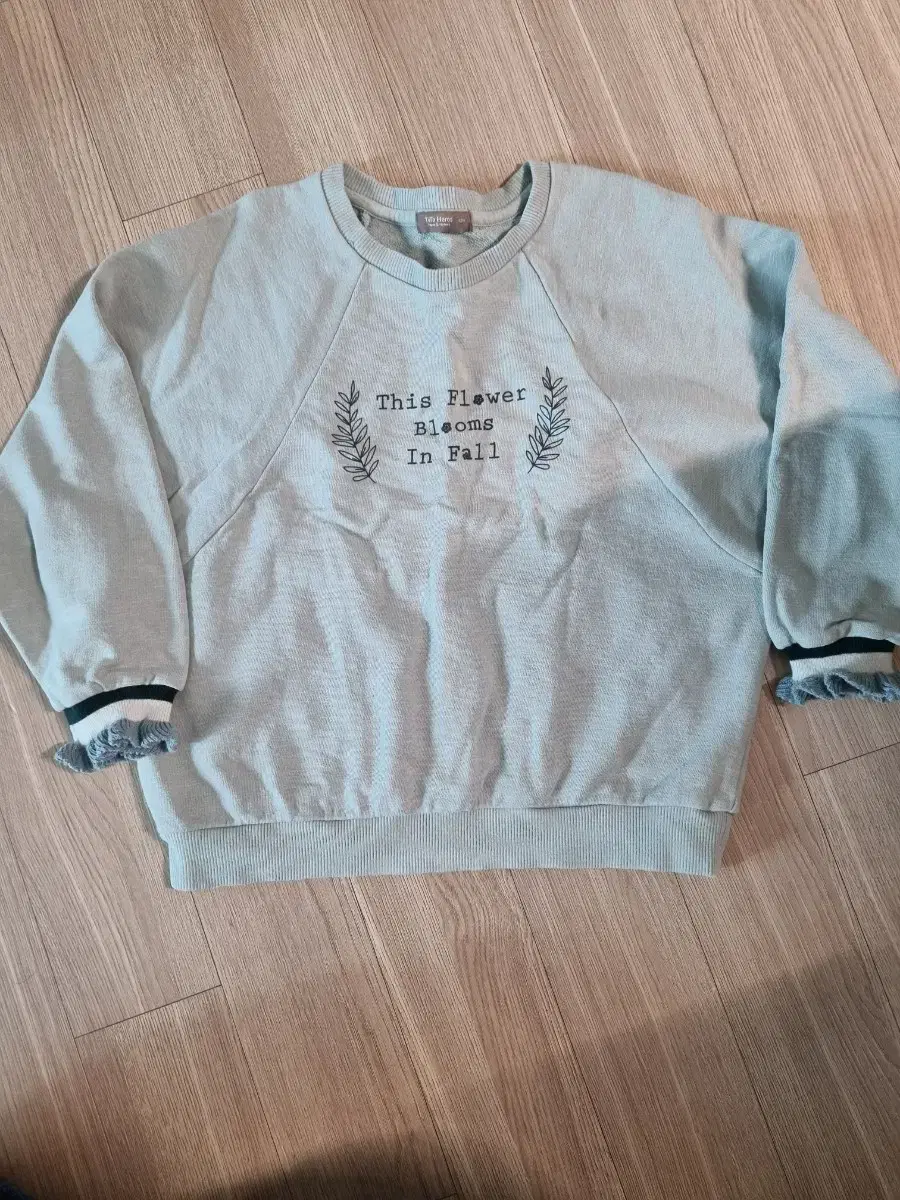 This Flower
Blooms
In Fall